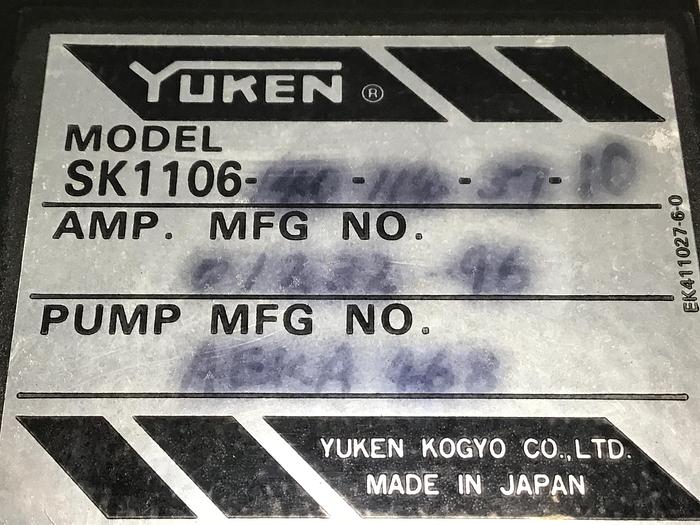 YUKEN ®
MODEL
SK1106- - - -10
AMP. MFG NO.
PUMP MFG NO.
EK411027-6-0
YUKEN KOGYO CO.,LTD.
MADE IN JAPAN